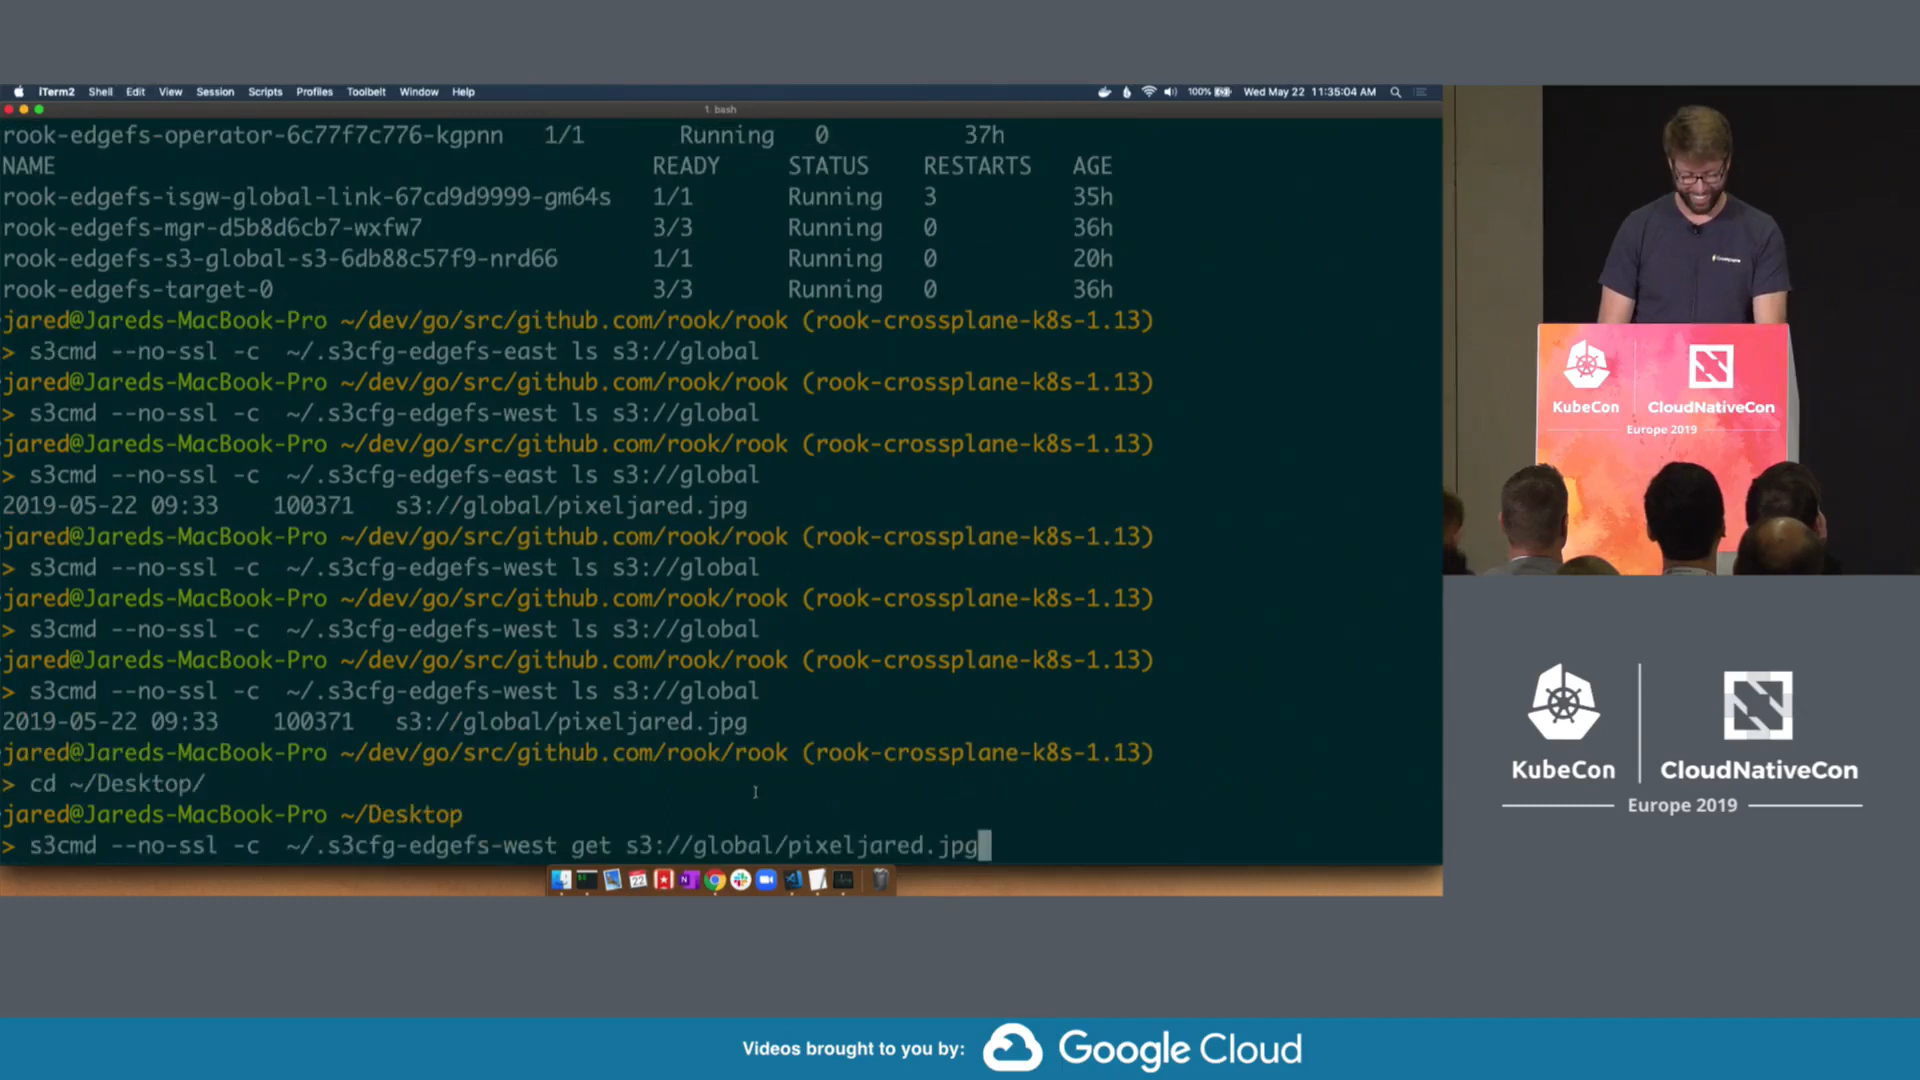 iTerm2 Shell Edit View Session Scripts Profiles Toolbelt Window Help 100% Wed May 22 11:35:04 AM
1. bash
rook-edgefs-operator-6c77f7c776-kgpnn 1/1 Running 0 37h
NAME READY STATUS RESTARTS AGE
rook-edgefs-isgw-global-link-67cd9d9999-gm64s 1/1 Running 3 35h
rook-edgefs-mgr-d5b8d6cb7-wxfw7 3/3 Running 0 36h
rook-edgefs-s3-global-s3-6db88c57f9-nrd66 1/1 Running 0 20h
rook-edgefs-target-0 3/3 Running 0 36h
jared@Jareds-MacBook-Pro ~/dev/go/src/github.com/rook/rook (rook-crossplane-k8s-1.13)
> s3cmd --no-ssl -c ~/.s3cfg-edgefs-east ls s3://global
jared@Jareds-MacBook-Pro ~/dev/go/src/github.com/rook/rook (rook-crossplane-k8s-1.13)
> s3cmd --no-ssl -c ~/.s3cfg-edgefs-west ls s3://global
jared@Jareds-MacBook-Pro ~/dev/go/src/github.com/rook/rook (rook-crossplane-k8s-1.13)
> s3cmd --no-ssl -c ~/.s3cfg-edgefs-east ls s3://global
2019-05-22 09:33 100371 s3://global/pixeljared.jpg
jared@Jareds-MacBook-Pro ~/dev/go/src/github.com/rook/rook (rook-crossplane-k8s-1.13)
> s3cmd --no-ssl -c ~/.s3cfg-edgefs-west ls s3://global
jared@Jareds-MacBook-Pro ~/dev/go/src/github.com/rook/rook (rook-crossplane-k8s-1.13)
> s3cmd --no-ssl -c ~/.s3cfg-edgefs-west ls s3://global
jared@Jareds-MacBook-Pro ~/dev/go/src/github.com/rook/rook (rook-crossplane-k8s-1.13)
> s3cmd --no-ssl -c ~/.s3cfg-edgefs-west ls s3://global
2019-05-22 09:33 100371 s3://global/pixeljared.jpg
jared@Jareds-MacBook-Pro ~/dev/go/src/github.com/rook/rook (rook-crossplane-k8s-1.13)
> cd ~/Desktop/
jared@Jareds-MacBook-Pro ~/Desktop
> s3cmd --no-ssl -c ~/.s3cfg-edgefs-west get s3://global/pixeljared.jpg
22
KubeCon CloudNativeCon
Europe 2019
KubeCon CloudNativeCon
Europe 2019
Videos brought to you by: Google Cloud